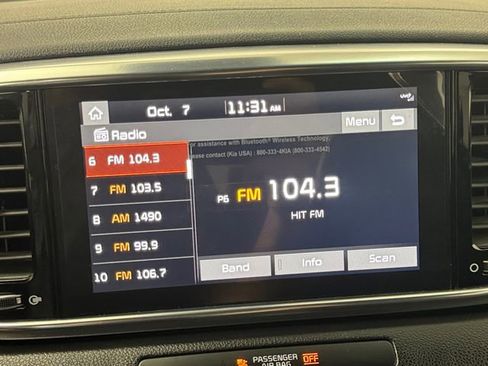 Oct. 7 11:31 AM
Radio Menu
or assistance with Bluetooth® Wireless Technology,
ease contact (Kia USA) : 800-333-4KIA (800-333-4542)
6 FM 104.3
7 FM 103.5
8 AM 1490
9 FM 99.9
10 FM 106.7
P6 FM 104.3
HIT FM
Band Info Scan
PASSENGER
AIR BAG OFF